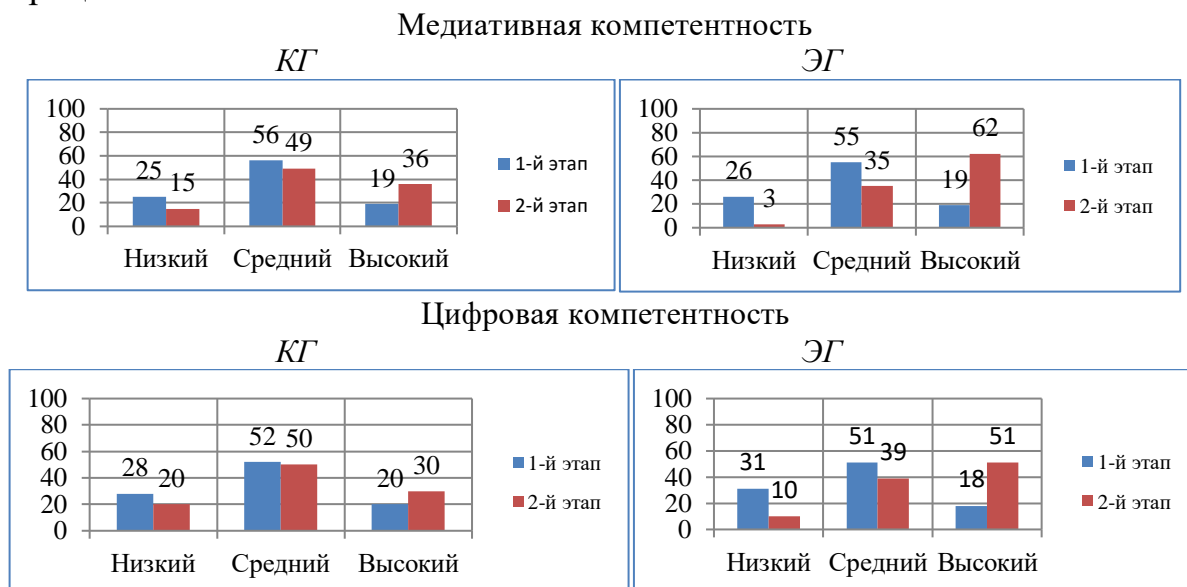 Медиативная компетентность
КГ ЭГ
100 80 60 40 20 0
25 15 56 49 19 36
Низкий Средний Высокий
1-й этап
2-й этап
100 80 60 40 20 0
26 3 55 35 19 62
Низкий Средний Высокий
1-й этап
2-й этап
Цифровая компетентность
КГ ЭГ
100 80 60 40 20 0
28 20 52 50 20 30
Низкий Средний Высокий
1-й этап
2-й этап
100 80 60 40 20 0
31 10 51 39 18 51
Низкий Средний Высокий
1-й этап
2-й этап